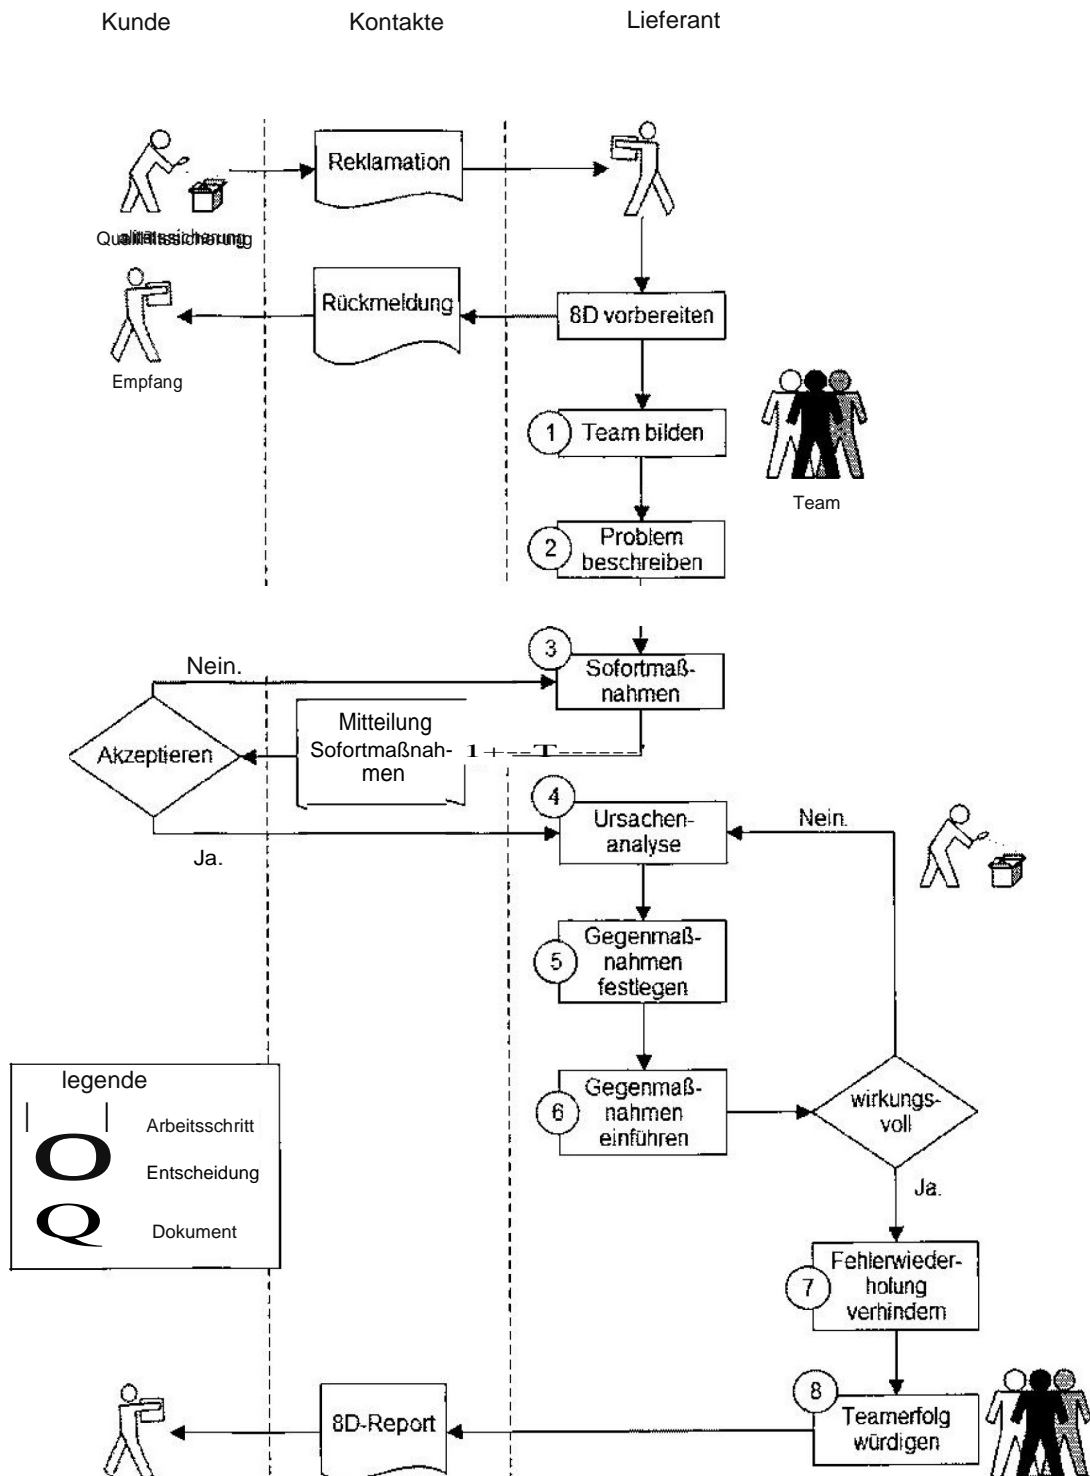 Kunde
Kontakte
Lieferant
Reklamation
Rückmeldung
8D vorbereiten
Empfang
1
Team bilden
Team
2
Problem
beschreiben
3
Nein.
Sofortmaß-
nahmen
Mitteilung
Sofortmaßnah-
men
1+ T
Akzeptieren
4
Ursachen-
analyse
Nein.
Ja.
5
Gegenmaß-
nahmen
festlegen
6
Gegenmaß-
nahmen
einführen
wirkungs-
voll
legende
Arbeitsschritt
O
Entscheidung
Q
Dokument
Ja.
7
Fehlerwieder-
holung
verhindern
8
8D-Report
Teamerfolg
würdigen